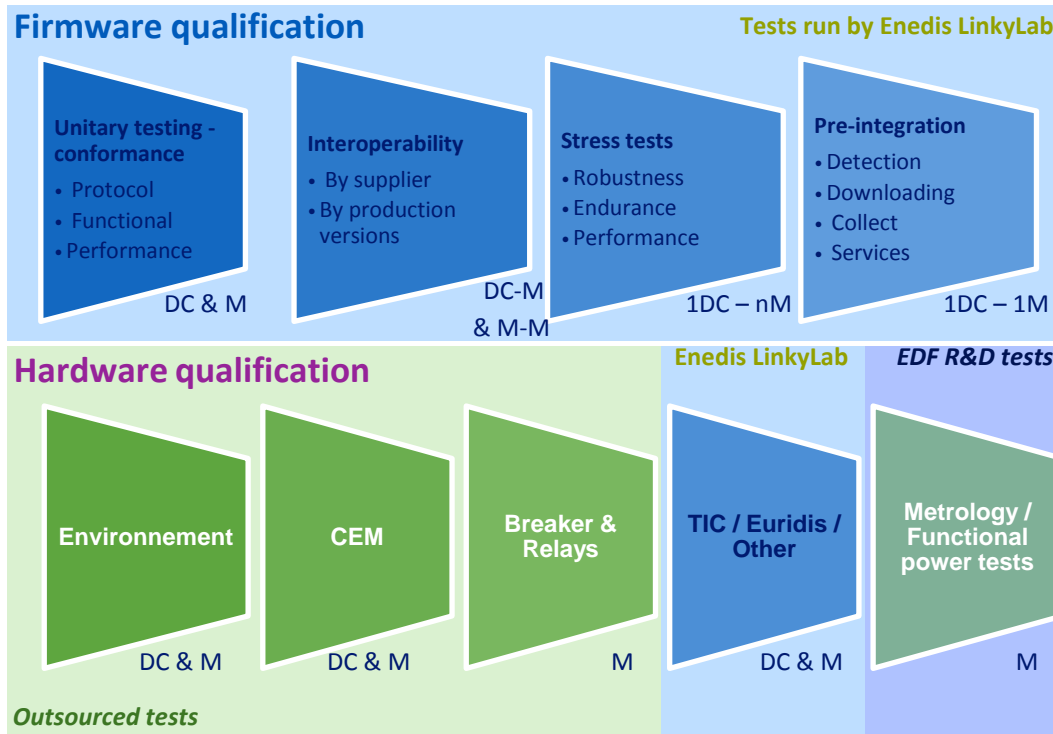 Firmware qualification
Tests run by Enedis LinkyLab
Unitary testing -
conformance
• Protocol
• Functional
• Performance
DC & M
Interoperability
• By supplier
• By production
versions
DC-M
& M-M
Stress tests
• Robustness
• Endurance
• Performance
1DC – nM
Pre-integration
• Detection
• Downloading
• Collect
• Services
1DC – 1M
Hardware qualification
Enedis LinkyLab
EDF R&D tests
Environnement
DC & M
CEM
DC & M
Breaker &
Relays
M
TIC / Euridis /
Other
DC & M
Metrology /
Functional
power tests
M
Outsourced tests